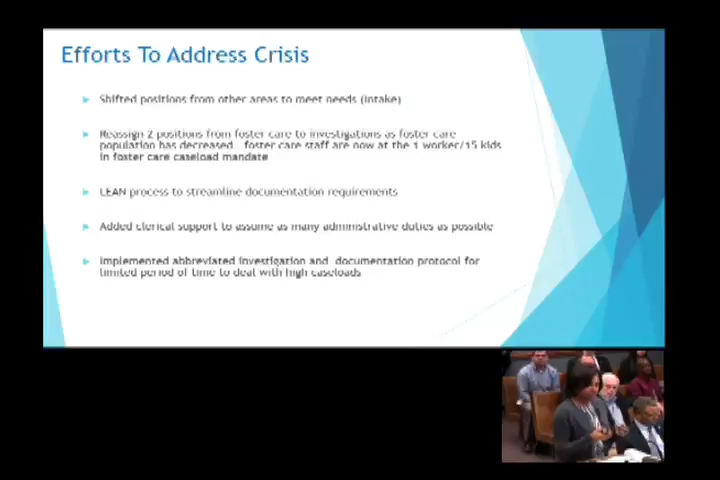 Efforts To Address Crisis
Shifted positions from other areas to meet needs (intake)
Reassign 2 positions from foster care to investigations as foster care
population has decreased foster care staff are now at the 1 worker/15 kids
in foster care caseload mandate
LEAN process to streamline documentation requirements
Added clerical support to assume as many administrative duties as possible
Implemented abbreviated investigation and documentation protocol for
limited period of time to deal with high caseloads